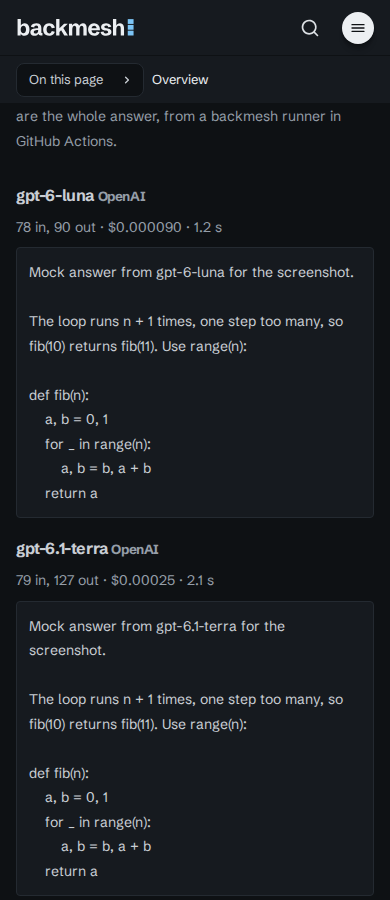 backmesh
On this page
Overview
are the whole answer, from a backmesh runner in
GitHub Actions.
gpt-6-luna OpenAI
78 in, 90 out · $0.000090 · 1.2 s
Mock answer from gpt-6-luna for the screenshot.
The loop runs n + 1 times, one step too many, so
fib(10) returns fib(11). Use range(n):
def fib(n):
    a, b = 0, 1
    for _ in range(n):
        a, b = b, a + b
    return a
gpt-6.1-terra OpenAI
79 in, 127 out · $0.00025 · 2.1 s
Mock answer from gpt-6.1-terra for the
screenshot.
The loop runs n + 1 times, one step too many, so
fib(10) returns fib(11). Use range(n):
def fib(n):
    a, b = 0, 1
    for _ in range(n):
        a, b = b, a + b
    return a